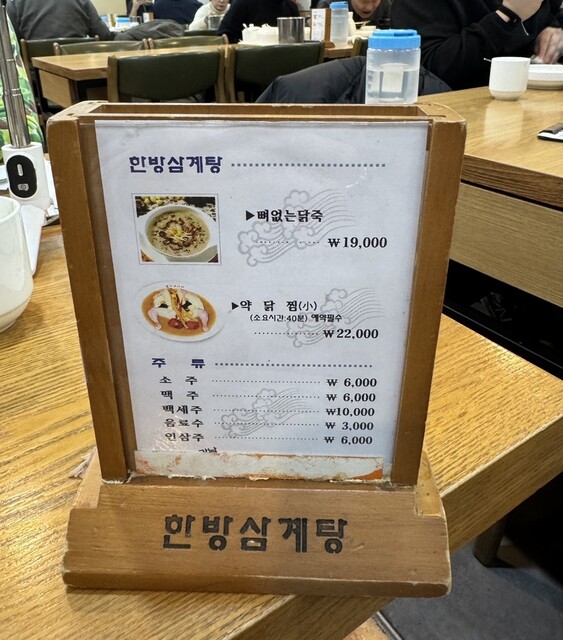 한방삼계탕
▶뼈없는닭죽
₩19,000
▶약 닭 찜(小)
(소요시간:40분) 예약필수
₩22,000
주 류
소 주 ₩ 6,000
맥 주 ₩ 6,000
백세주 ₩10,000
음료수 ₩ 3,000
인삼주 ₩ 6,000
한방삼계탕